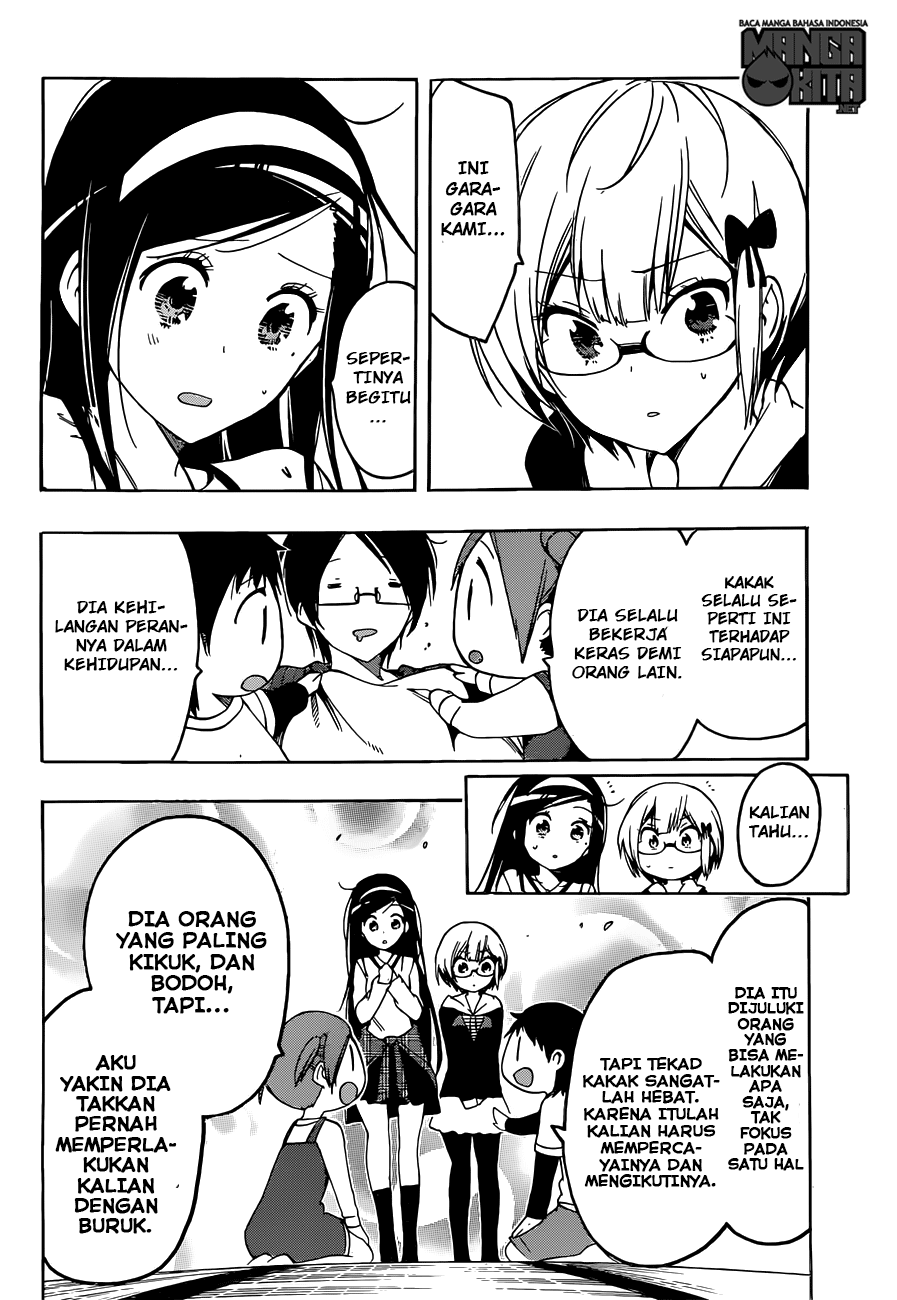 BACA MANGA BAHASA INDONESIA
MANGA
KITA
.NET
INI
GARA-
GARA
KAMI...
SEPER-
TINYA
BEGITU
...
KAKAK
SELALU SE-
PERTI INI
TERHADAP
SIAPAPUN...
DIA SELALU
BEKERJA
KERAS DEMI
ORANG LAIN.
DIA KEHI-
LANGAN PERAN-
NYA DALAM
KEHIDUPAN...
KALIAN
TAHU...
DIA ITU
DIJULUKI
ORANG
YANG
BISA ME-
LAKUKAN
APA
SAJA,
TAK
FOKUS
PADA
SATU HAL
TAPI TEKAD
KAKAK SANGAT-
LAH HEBAT.
KARENA ITULAH
KALIAN HARUS
MEMPERCA-
YAINYA DAN
MENGIKUTINYA.
DIA ORANG
YANG PALING
KIKUK, DAN
BODOH,
TAPI...
AKU
YAKIN DIA
TAKKAN
PERNAH
MEMPERLA-
KUKAN
KALIAN
DENGAN
BURUK.